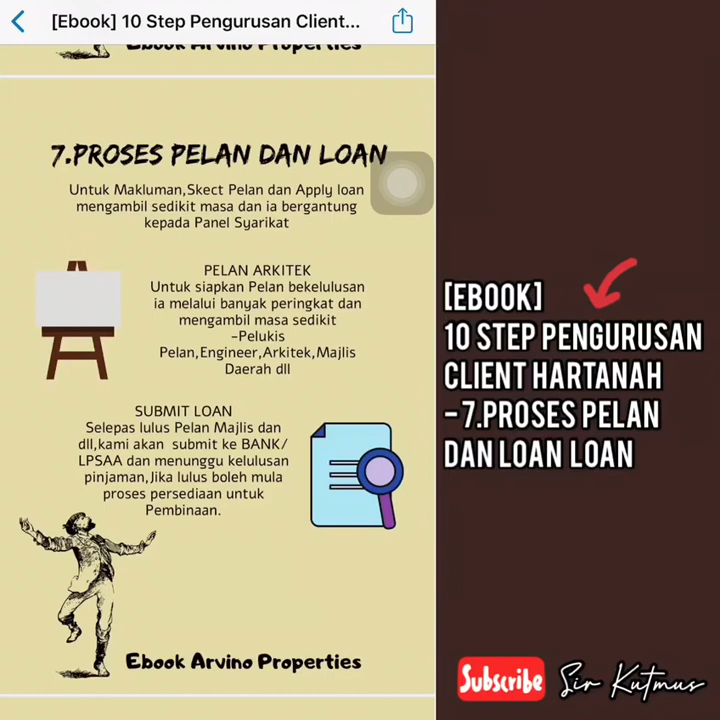 [Ebook] 10 Step Pengurusan Client...
Ebook Arvino Properties
7.PROSES PELAN DAN LOAN
Untuk Makluman,Skect Pelan dan Apply loan
mengambil sedikit masa dan ia bergantung
kepada Panel Syarikat
PELAN ARKITEK
Untuk siapkan Pelan bekelulusan
ia melalui banyak peringkat dan
mengambil masa sedikit
-Pelukis
Pelan,Engineer,Arkitek,Majlis
Daerah dll
SUBMIT LOAN
Selepas lulus Pelan Majlis dan
dll,kami akan submit ke BANK/
LPSAA dan menunggu kelulusan
pinjaman,Jika lulus boleh mula
proses persediaan untuk
Pembinaan.
Ebook Arvino Properties
[EBOOK]
10 STEP PENGURUSAN
CLIENT HARTANAH
-7.PROSES PELAN
DAN LOAN LOAN
Subscribe
Sir Kutmus